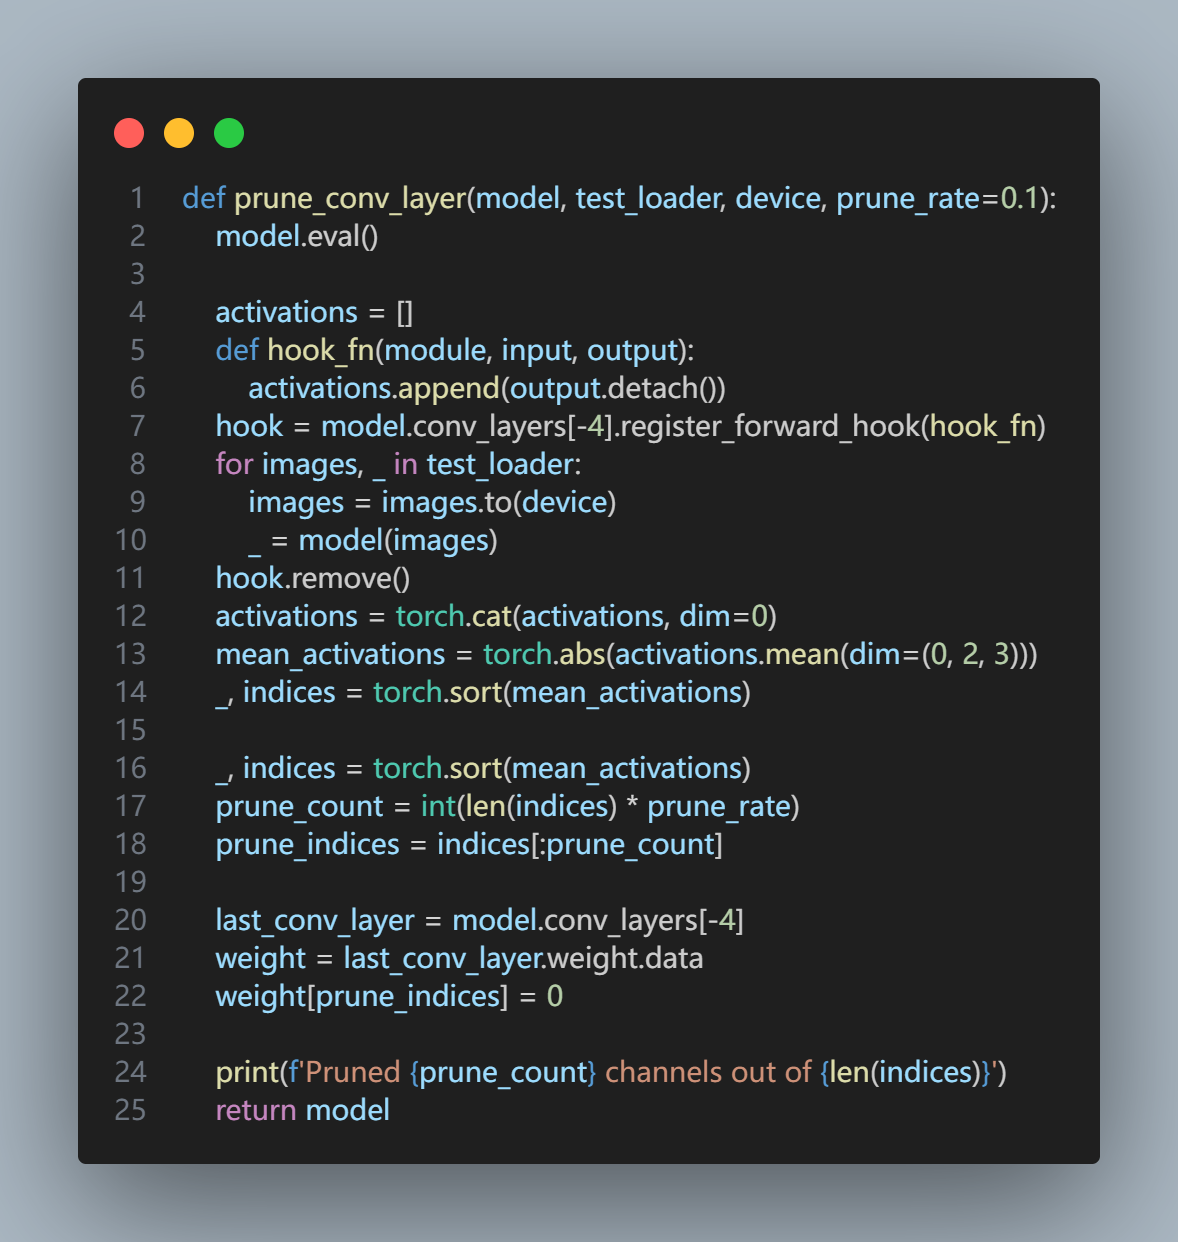 1 def prune_conv_layer(model, test_loader, device, prune_rate=0.1):
2     model.eval()
3
4     activations = []
5     def hook_fn(module, input, output):
6         activations.append(output.detach())
7     hook = model.conv_layers[-4].register_forward_hook(hook_fn)
8     for images, _ in test_loader:
9         images = images.to(device)
10         _ = model(images)
11     hook.remove()
12     activations = torch.cat(activations, dim=0)
13     mean_activations = torch.abs(activations.mean(dim=(0, 2, 3)))
14     _, indices = torch.sort(mean_activations)
15
16     _, indices = torch.sort(mean_activations)
17     prune_count = int(len(indices) * prune_rate)
18     prune_indices = indices[:prune_count]
19
20     last_conv_layer = model.conv_layers[-4]
21     weight = last_conv_layer.weight.data
22     weight[prune_indices] = 0
23
24     print(f'Pruned {prune_count} channels out of {len(indices)}')
25     return model